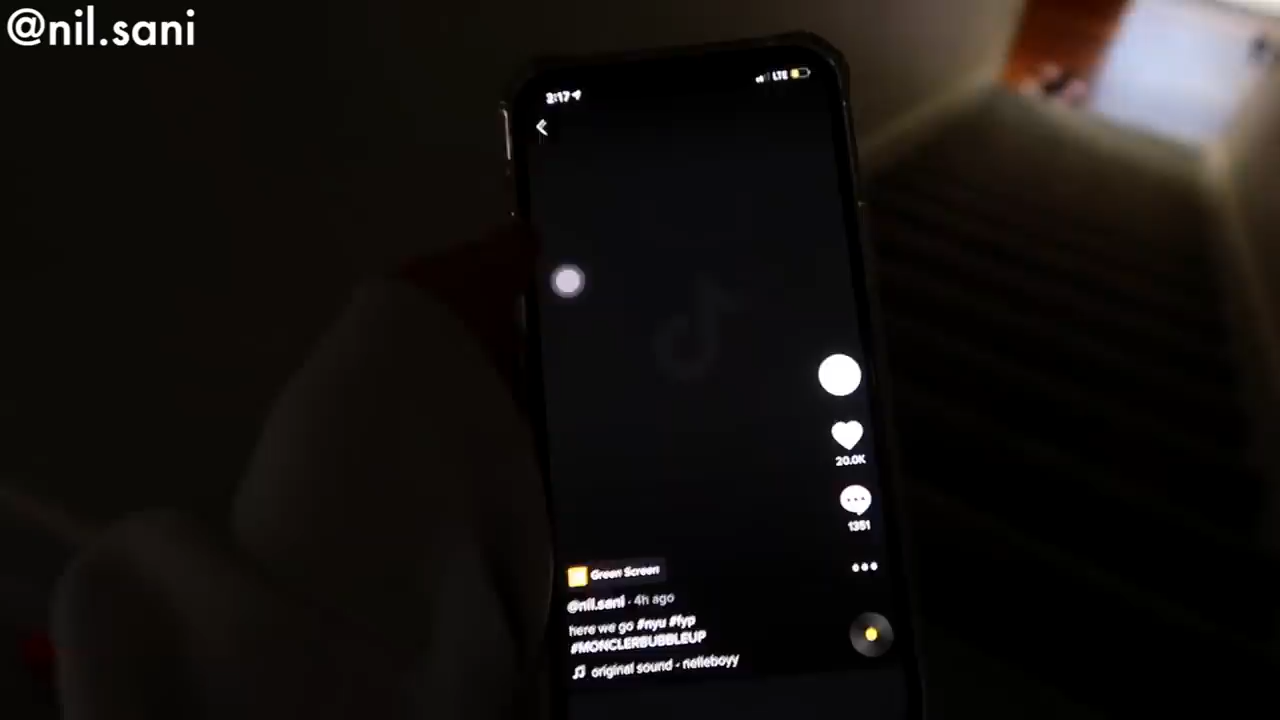 @nil.sani
3:17
LTE
20.0K
1351
Green Screen
@nil.sani · 4h ago
here we go #nyu #fyp
#MONCLERBUBBLEUP
original sound - nelleboyy